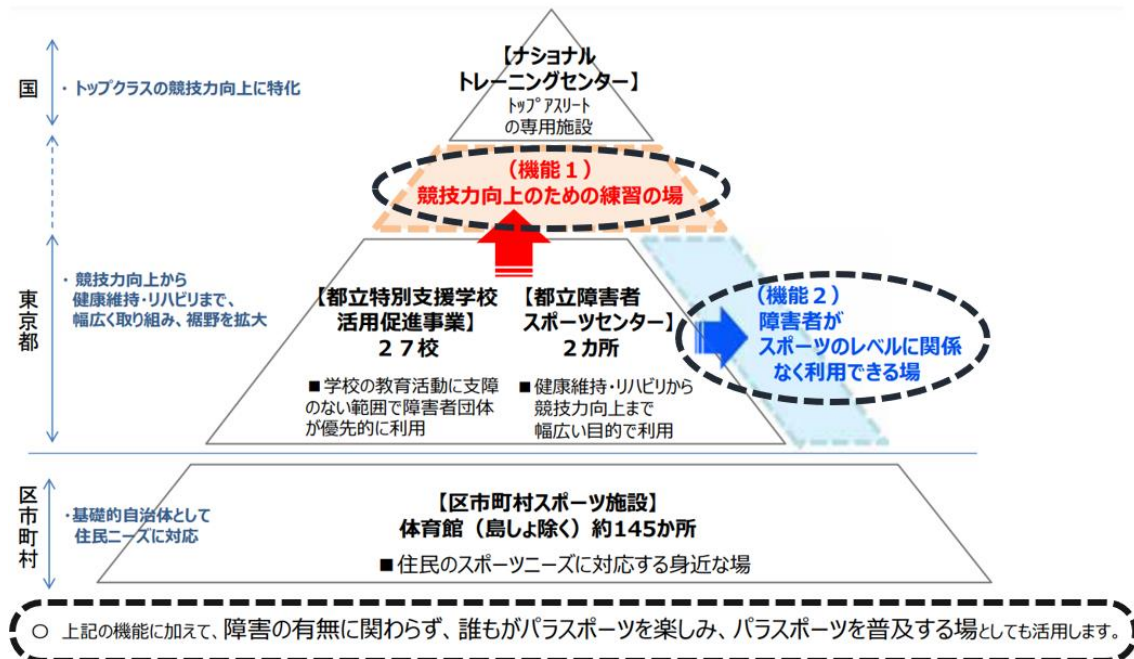 国
・トップクラスの競技力向上に特化
【ナショナル
トレーニングセンター】
トップアスリート
の専用施設
（機能１）
競技力向上のための練習の場
東京都
・ 競技力向上から
健康維持・リハビリまで、
幅広く取り組み、裾野を拡大
【都立特別支援学校
活用促進事業】
２７校
■学校の教育活動に支障
のない範囲で障害者団体
が優先的に利用
【都立障害者
スポーツセンター】
２カ所
■健康維持・リハビリから
競技力向上まで
幅広い目的で利用
（機能２）
障害者が
スポーツのレベルに関係
なく利用できる場
区市町村
・基礎的自治体として
住民ニーズに対応
【区市町村スポーツ施設】
体育館（島しょ除く）約145か所
■住民のスポーツニーズに対応する身近な場
○ 上記の機能に加えて、障害の有無に関わらず、誰もがパラスポーツを楽しみ、パラスポーツを普及する場としても活用します。